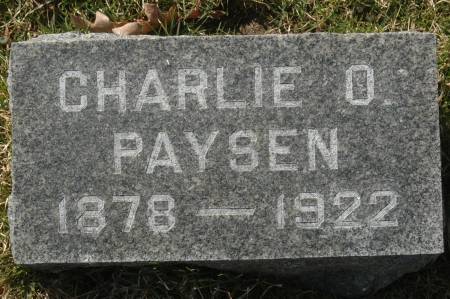 CHARLIE O.
PAYSEN
1878 — 1922